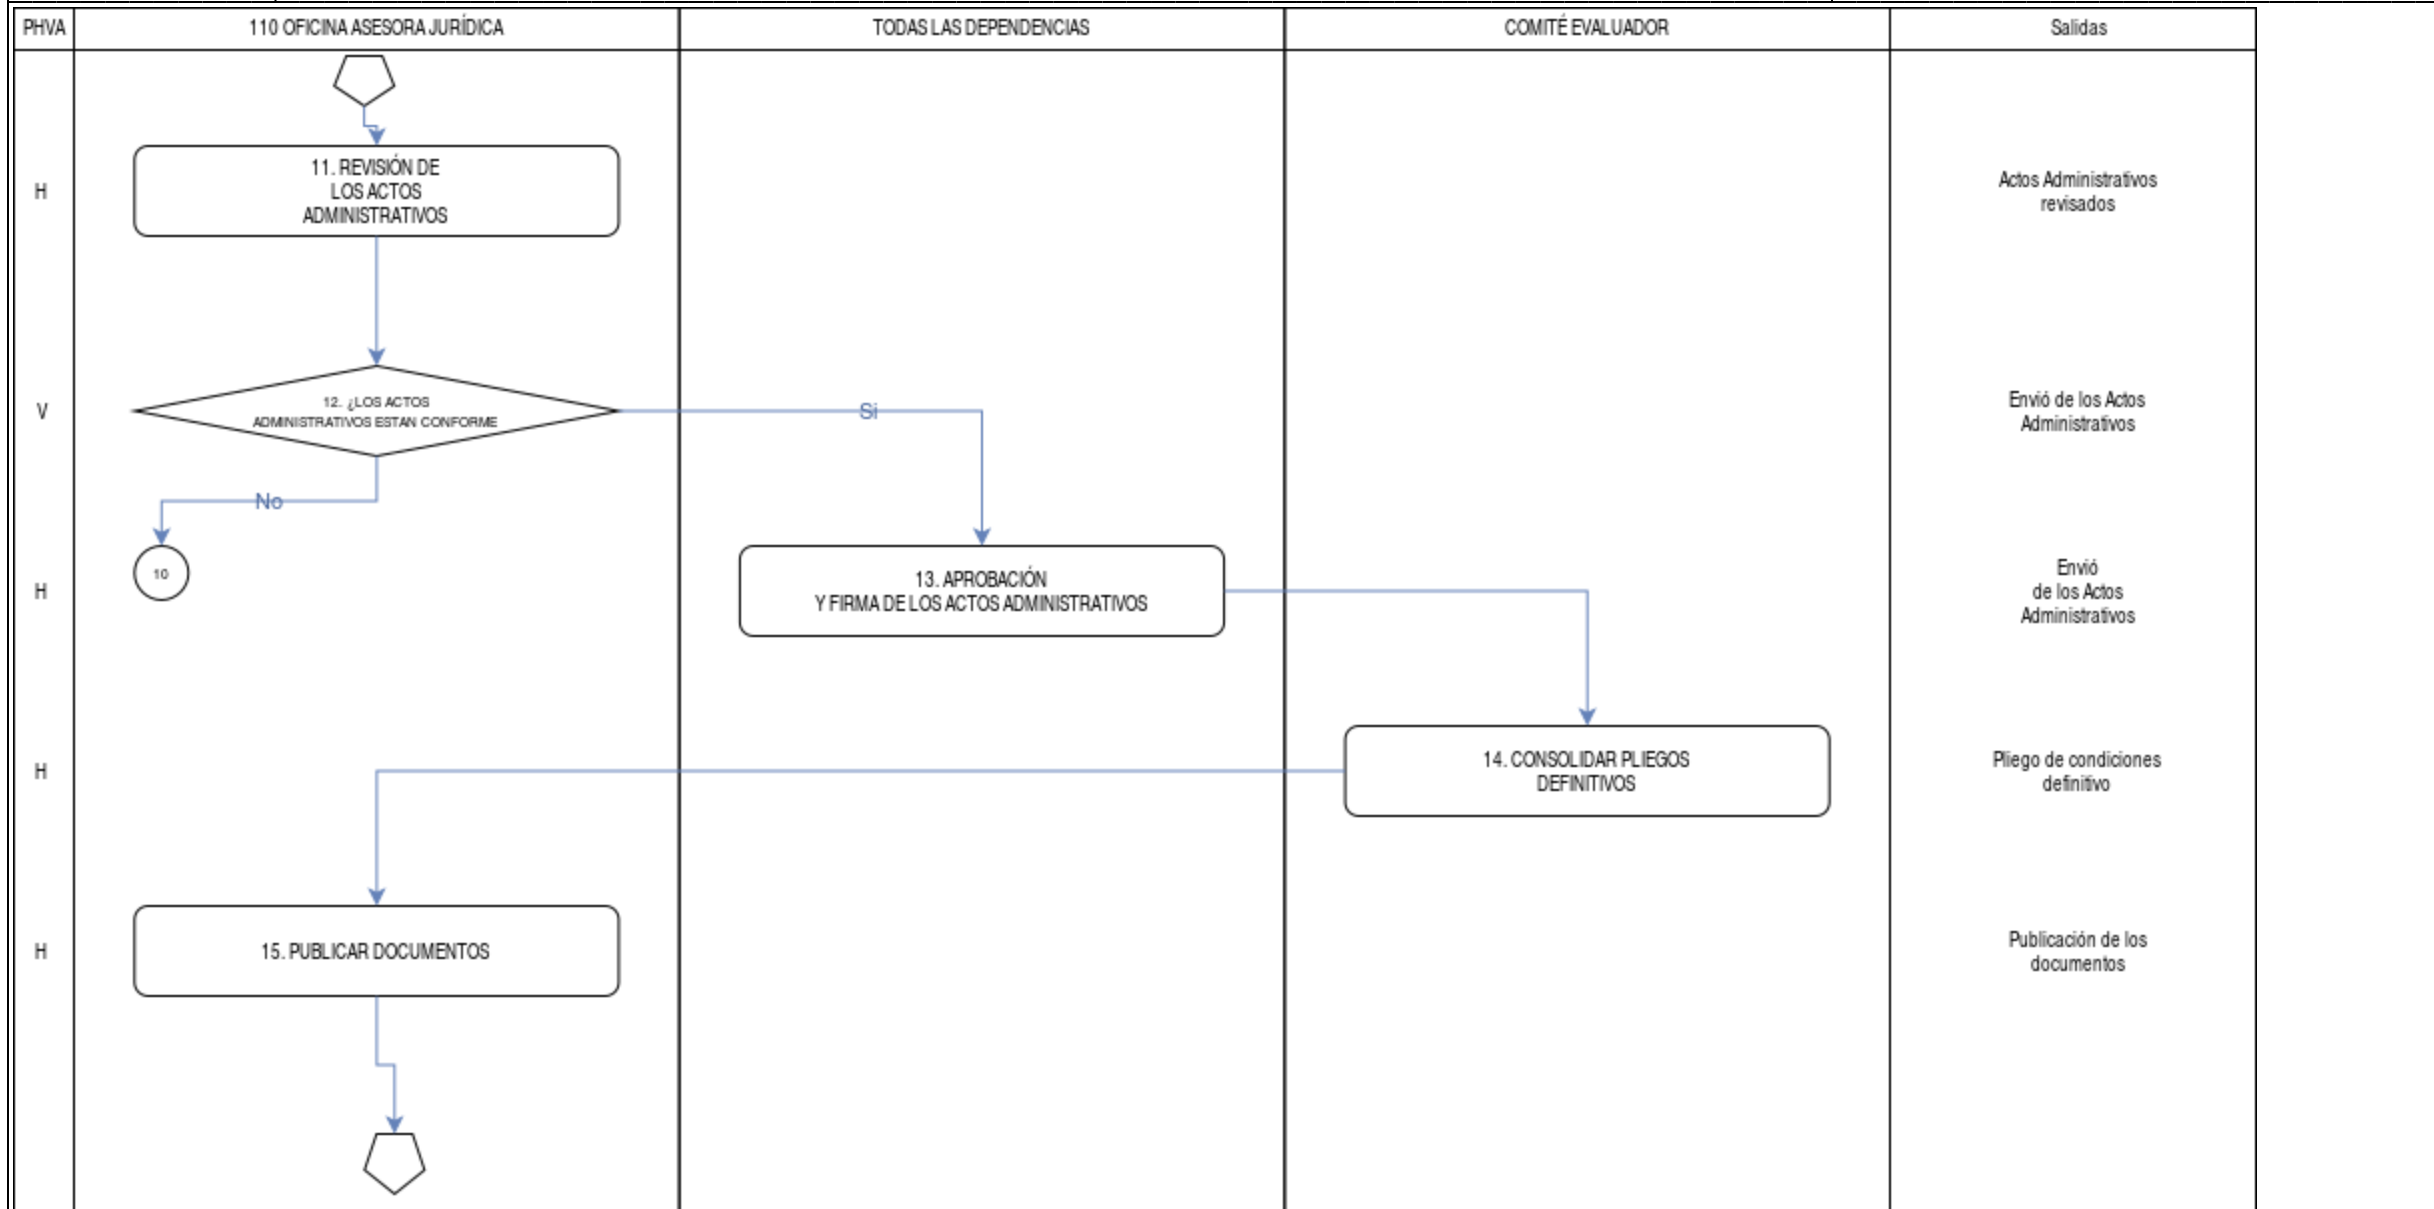 PHVA
110 OFICINA ASESORA JURÍDICA
TODAS LAS DEPENDENCIAS
COMITÉ EVALUADOR
Salidas
H
11. REVISIÓN DE
LOS ACTOS
ADMINISTRATIVOS
Actos Administrativos
revisados
V
12. ¿LOS ACTOS
ADMINISTRATIVOS ESTAN CONFORME
Si
Envió de los Actos
Administrativos
No
10
H
13. APROBACIÓN
Y FIRMA DE LOS ACTOS ADMINISTRATIVOS
Envió
de los Actos
Administrativos
H
14. CONSOLIDAR PLIEGOS
DEFINITIVOS
Pliego de condiciones
definitivo
H
15. PUBLICAR DOCUMENTOS
Publicación de los
documentos